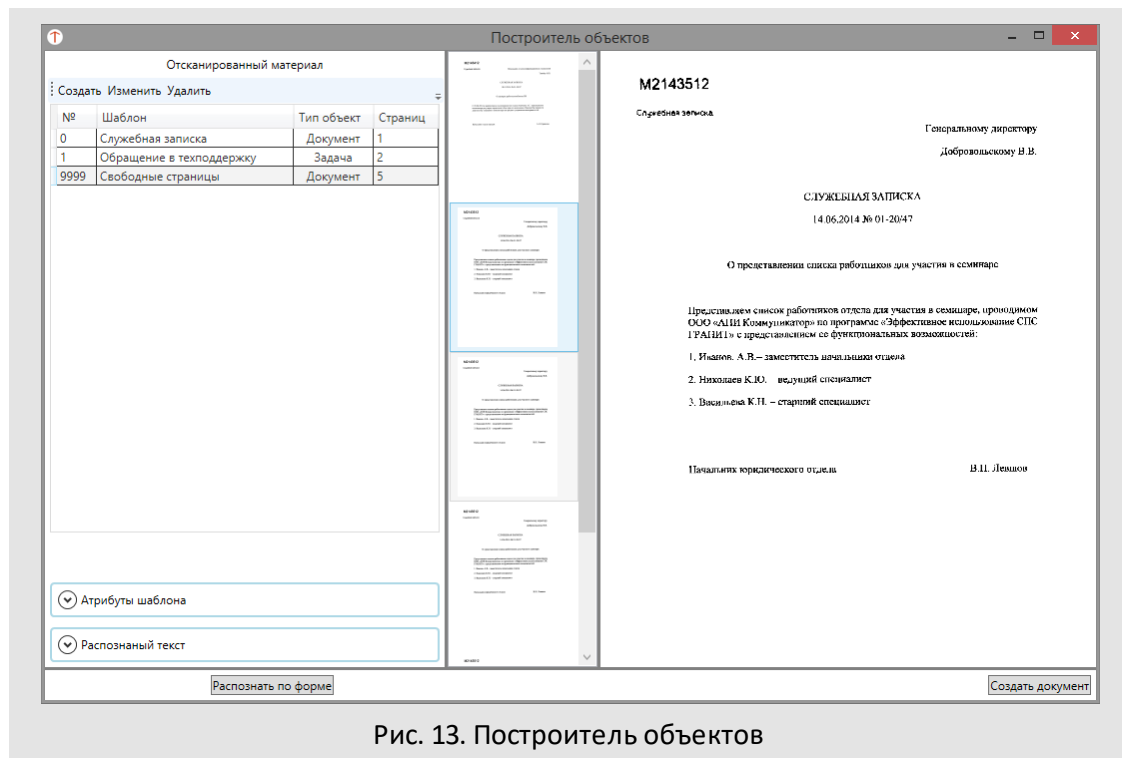 Построитель объектов
Отсканированный материал
Создать Изменить Удалить
№ Шаблон Тип объект Страниц
0 Служебная записка Документ 1
1 Обращение в техподдержку Задача 2
9999 Свободные страницы Документ 5
Атрибуты шаблона
Распознаный текст
M2143512
Служебная записка
Генеральному директору
Добровольскому В.В.
СЛУЖЕБНАЯ ЗАПИСКА
14.06.2014 № 01-20/47
О представлении списка работников для участия в семинаре
Представляем список работников отдела для участия в семинаре, проводимом
ООО «АПИ Коммуникатор» по программе «Эффективное использование СПС
ГРАНИТ» с представлением ее функциональных возможностей:
1. Иванов. А.В.– заместитель начальника отдела
2. Николаев К.Ю. ведущий специалист
3. Васильева К.Н. – старший специалист
Начальник юридического отдела В.П. Левшов
Распознать по форме
Создать документ
Рис. 13. Построитель объектов